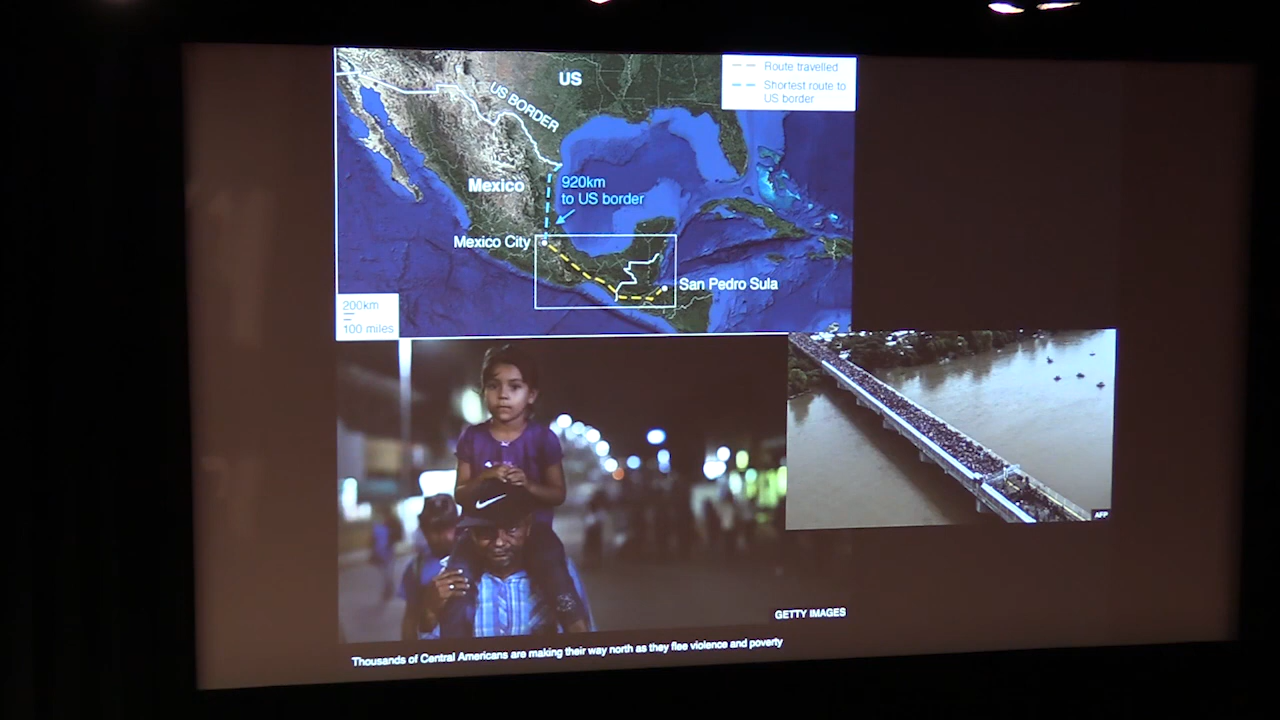 US
Route travelled
Shortest route to
US border
US BORDER
Mexico
920km
to US border
Mexico City
San Pedro Sula
200km
100 miles
AFP
GETTY IMAGES
Thousands of Central Americans are making their way north as they flee violence and poverty